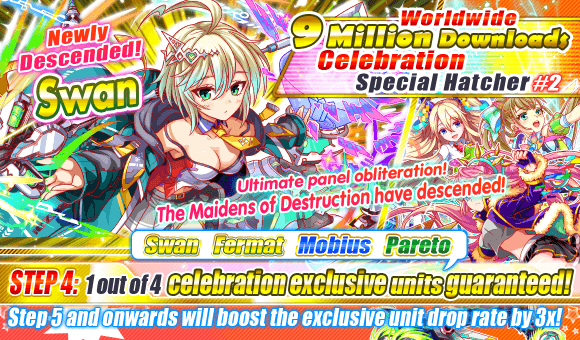 Newly
Descended!
Swan
Worldwide
9 Million Downloads
Celebration
Special Hatcher #2
Ultimate panel obliteration!
The Maidens of Destruction have descended!
Swan Fermat Mobius Pareto
STEP 4: 1 out of 4 celebration exclusive units guaranteed!
Step 5 and onwards will boost the exclusive unit drop rate by 3x!